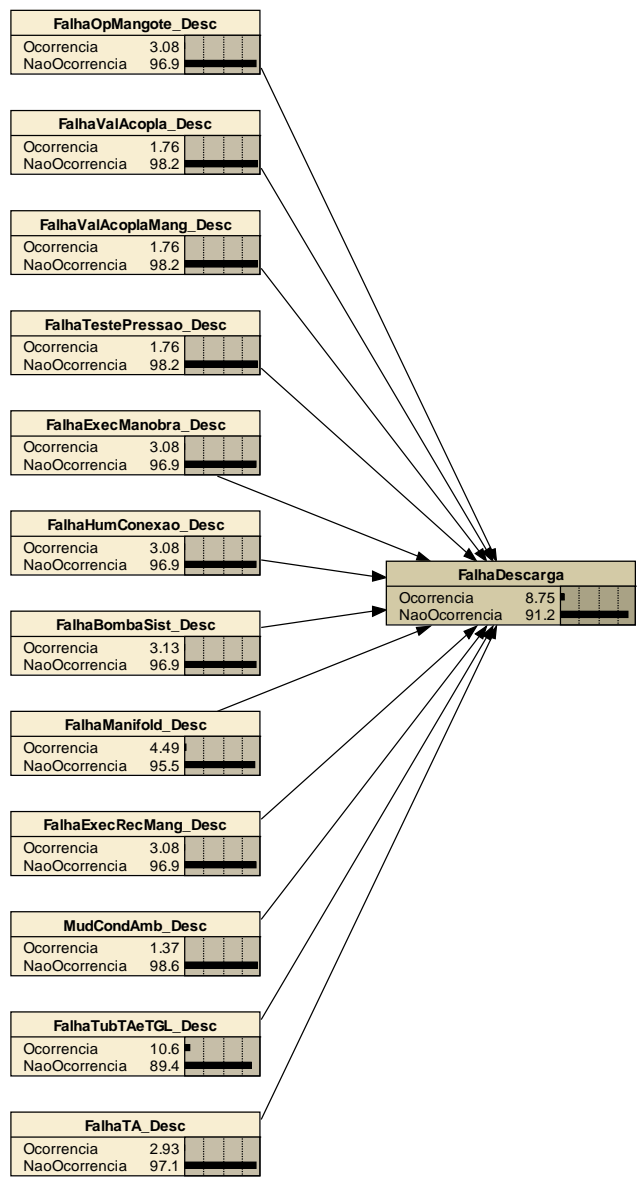 FalhaOpMangote_Desc
Ocorrencia 3.08
NaoOcorrencia 96.9
FalhaValAcopla_Desc
Ocorrencia 1.76
NaoOcorrencia 98.2
FalhaValAcoplaMang_Desc
Ocorrencia 1.76
NaoOcorrencia 98.2
FalhaTestePressao_Desc
Ocorrencia 1.76
NaoOcorrencia 98.2
FalhaExecManobra_Desc
Ocorrencia 3.08
NaoOcorrencia 96.9
FalhaHumConexao_Desc
Ocorrencia 3.08
NaoOcorrencia 96.9
FalhaBombaSist_Desc
Ocorrencia 3.13
NaoOcorrencia 96.9
FalhaManifold_Desc
Ocorrencia 4.49
NaoOcorrencia 95.5
FalhaExecRecMang_Desc
Ocorrencia 3.08
NaoOcorrencia 96.9
MudCondAmb_Desc
Ocorrencia 1.37
NaoOcorrencia 98.6
FalhaTubTAeTGL_Desc
Ocorrencia 10.6
NaoOcorrencia 89.4
FalhaTA_Desc
Ocorrencia 2.93
NaoOcorrencia 97.1
FalhaDescarga
Ocorrencia 8.75
NaoOcorrencia 91.2